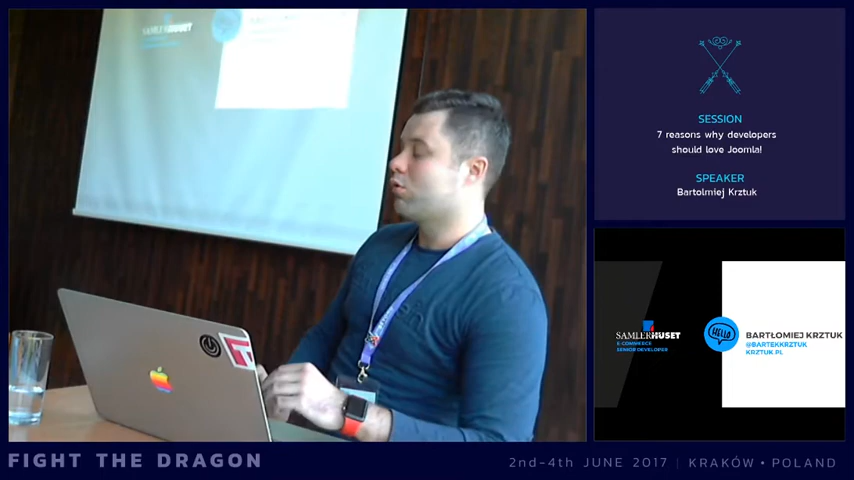 SAMLERHUSET
SESSION
7 reasons why developers
should love Joomla!
SPEAKER
Bartolmiej Krztuk
SAMLERHUSET
E-COMMERCE
SENIOR DEVELOPER
HELLO
BARTŁOMIEJ KRZTUK
@BARTEKKRZTUK
KRZTUK.PL
FIGHT THE DRAGON
2nd-4th JUNE 2017 | KRAKÓW • POLAND